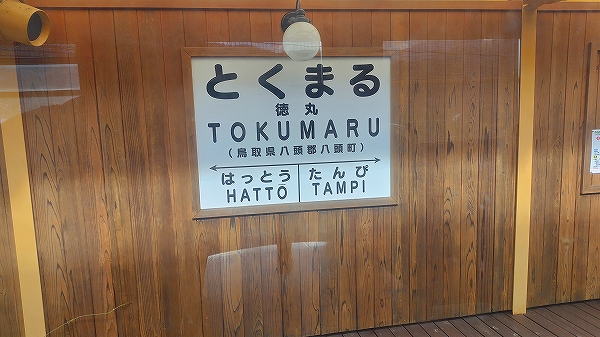 とくまる
徳丸
TOKUMARU
(鳥取県八頭郡八頭町)
はっとう たんぴ
HATTŌ TAMPI